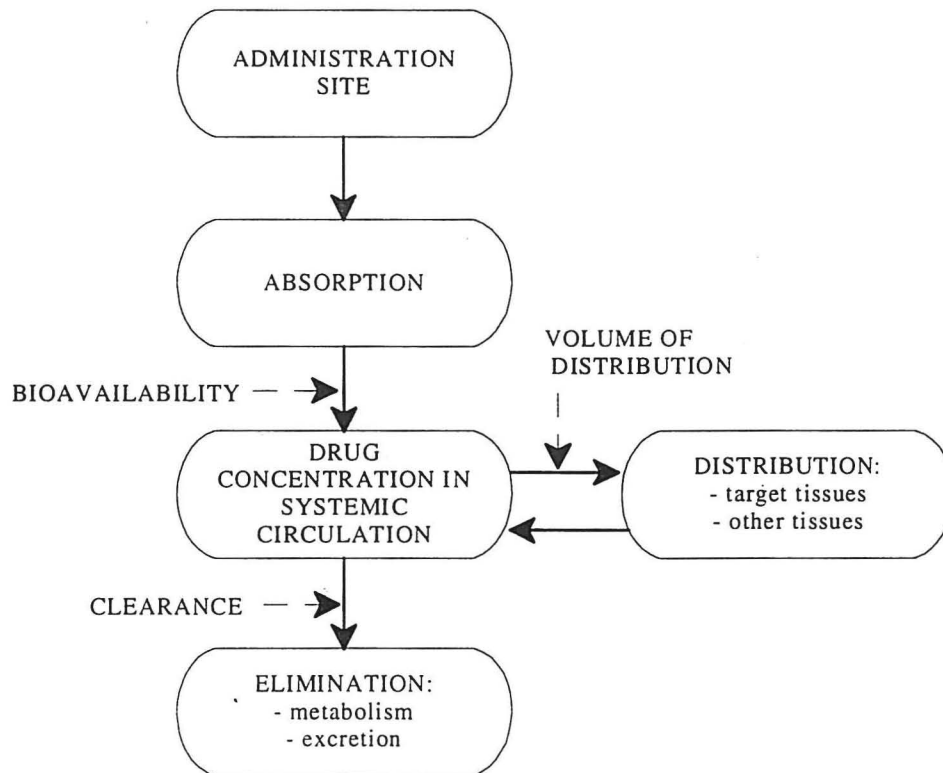 ADMINISTRATION
SITE
ABSORPTION
VOLUME OF
DISTRIBUTION
BIOAVAILABILITY
DRUG
CONCENTRATION IN
SYSTEMIC
CIRCULATION
DISTRIBUTION:
- target tissues
- other tissues
CLEARANCE
ELIMINATION:
- metabolism
- excretion